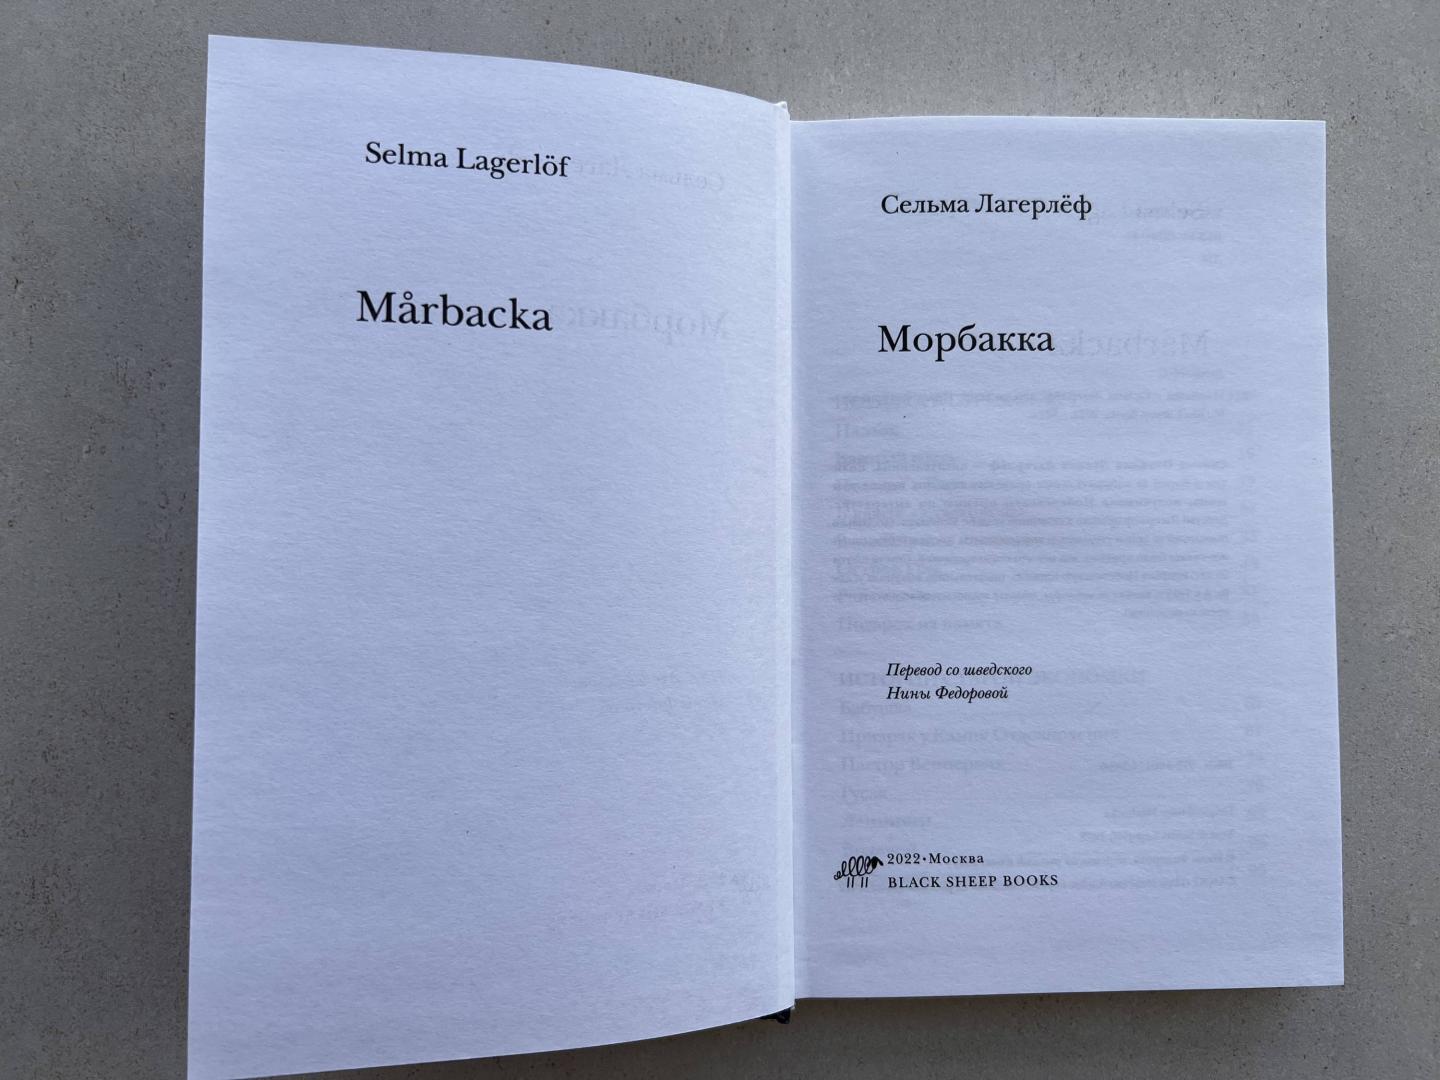 Selma Lagerlöf
Mårbacka
Сельма Лагерлёф
Морбакка
Перевод со шведского
Нины Федоровой
2022•Москва
BLACK SHEEP BOOKS